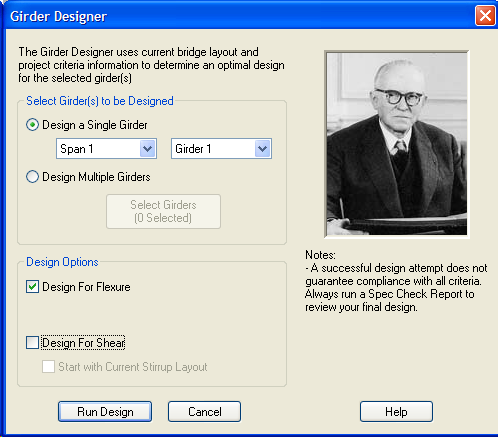 Girder Designer
The Girder Designer uses current bridge layout and
project criteria information to determine an optimal design
for the selected girder(s)
Select Girder(s) to be Designed
Design a Single Girder
Span 1
Girder 1
Design Multiple Girders
Select Girders
(0 Selected)
Design Options
Design For Flexure
Design For Shear
Start with Current Stirrup Layout
Notes:
- A successful design attempt does not
guarantee compliance with all criteria.
Always run a Spec Check Report to
review your final design.
Run Design
Cancel
Help